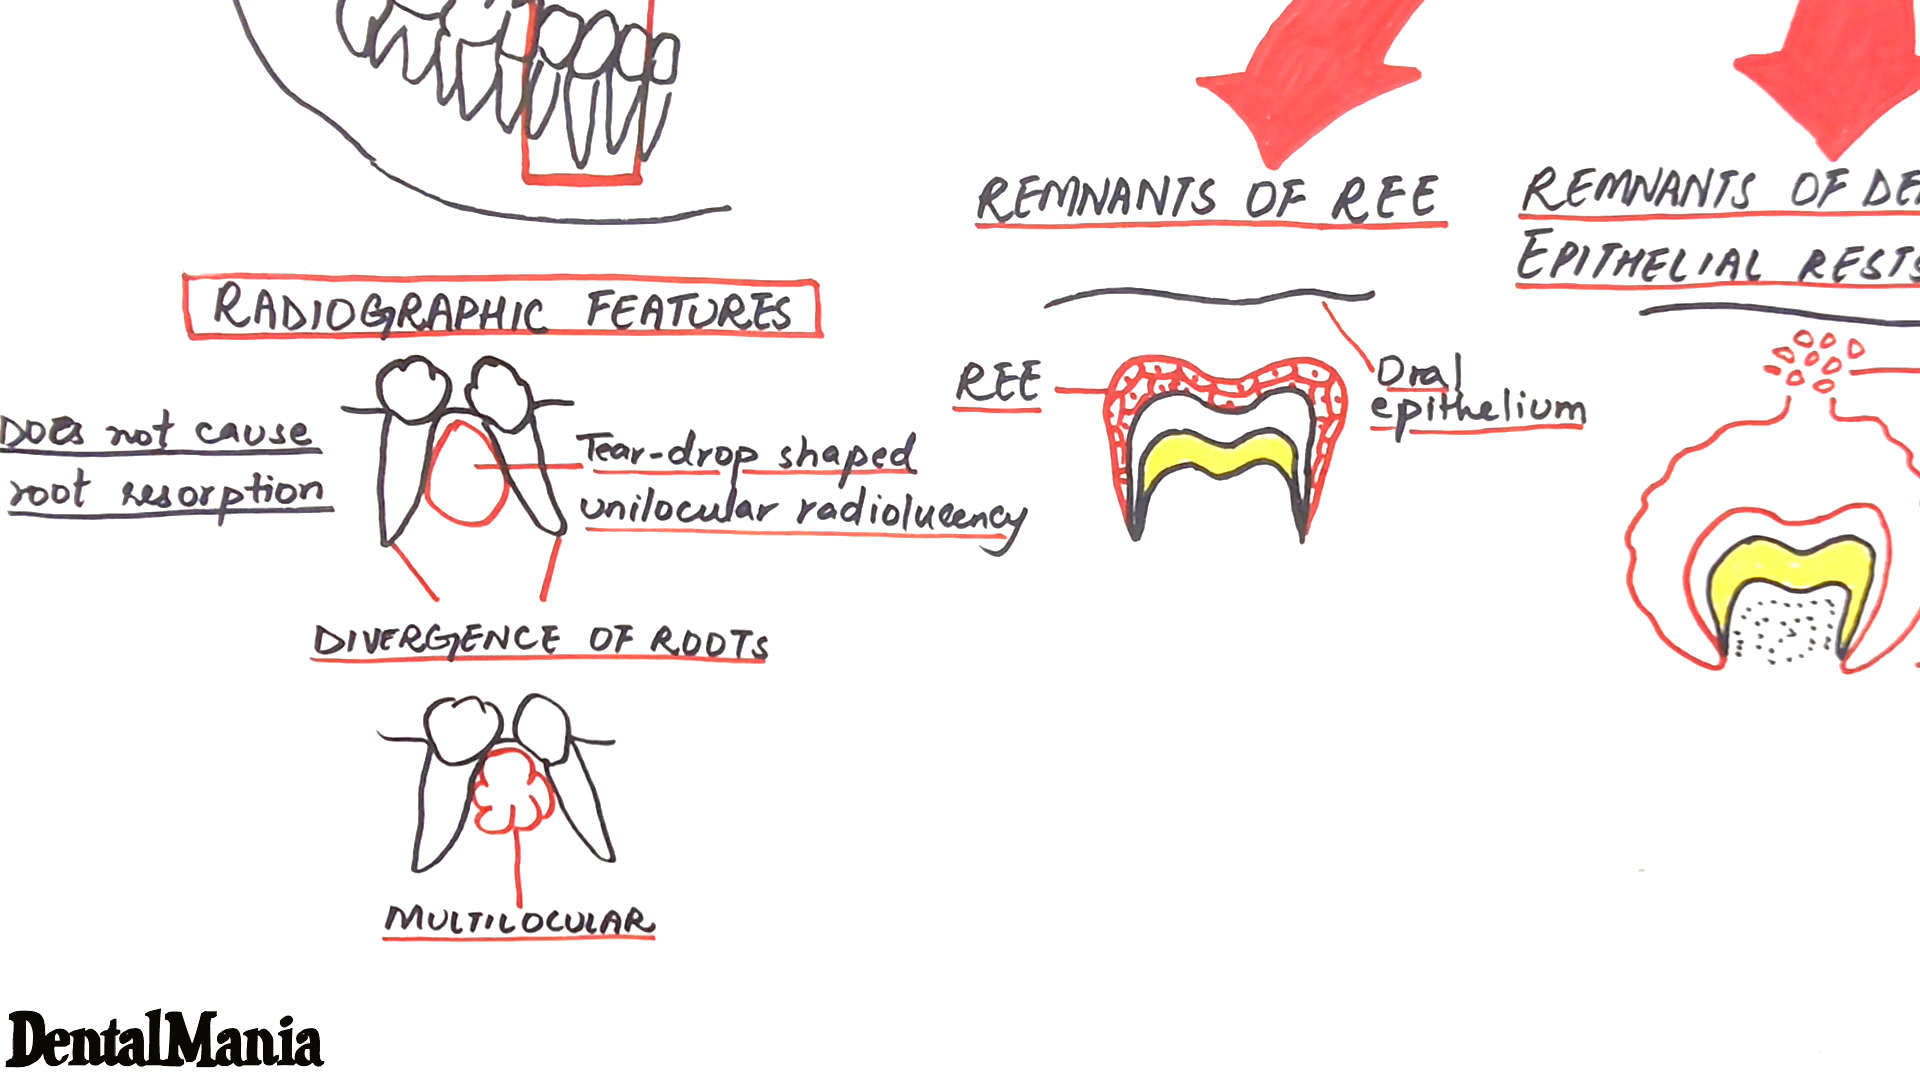 RADIOGRAPHIC FEATURES
Does not cause
root resorption
Tear-drop shaped
unilocular radiolucency
DIVERGENCE OF ROOTS
MULTILOCULAR
REMNANTS OF REE
REE
Oral
epithelium
REMNANTS OF DE
EPITHELIAL RESTS
DentalMania